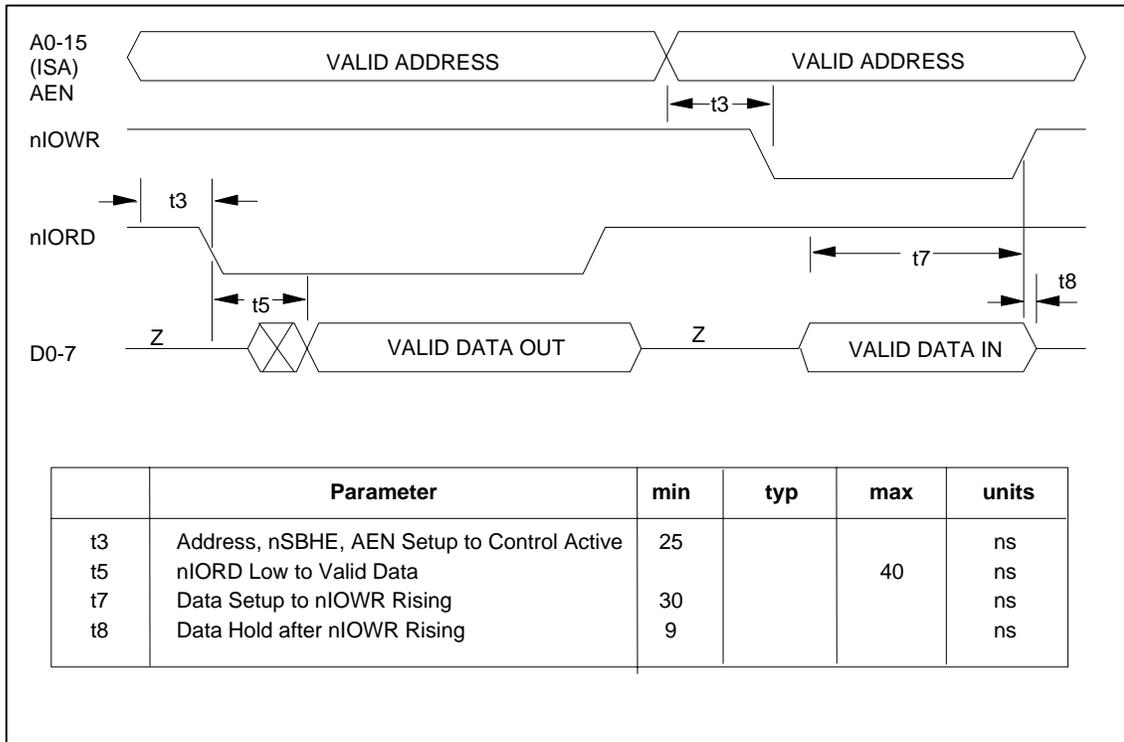 A0-15
(ISA)
AEN
VALID ADDRESS
VALID ADDRESS
t3
nIOWR
t3
nIORD
t7
t8
t5
Z
Z
D0-7
VALID DATA OUT
VALID DATA IN
Parameter min typ max units
t3 Address, nSBHE, AEN Setup to Control Active 25 ns
t5 nIORD Low to Valid Data 40 ns
t7 Data Setup to nIOWR Rising 30 ns
t8 Data Hold after nIOWR Rising 9 ns